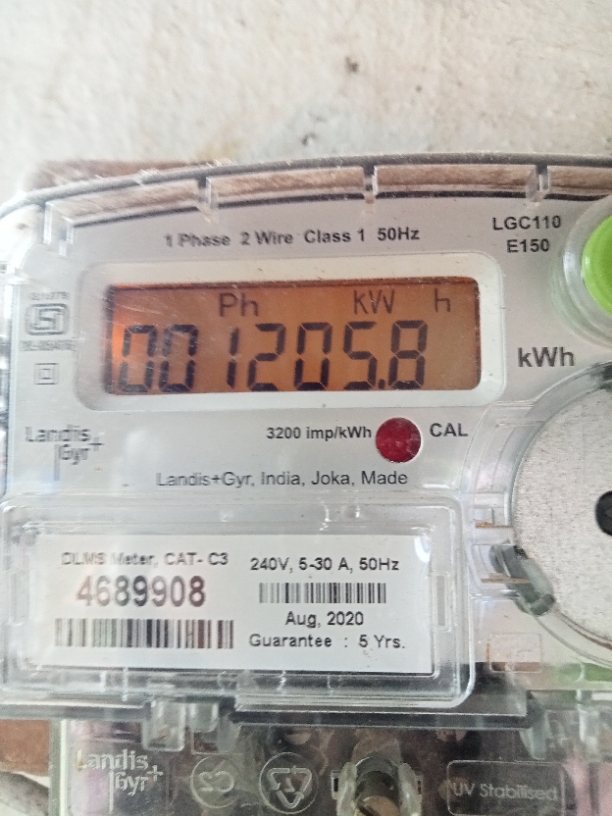 1 Phase 2 Wire Class 1 50Hz
LGC110
E150
Ph kW h
001205.8
kWh
3200 imp/kWh
CAL
Landis
Gyr+
Landis+Gyr, India, Joka, Made
DLMS Meter, CAT- C3
4689908
240V, 5-30 A, 50Hz
Aug, 2020
Guarantee : 5 Yrs.
Landis
Gyr+
UV Stabilised